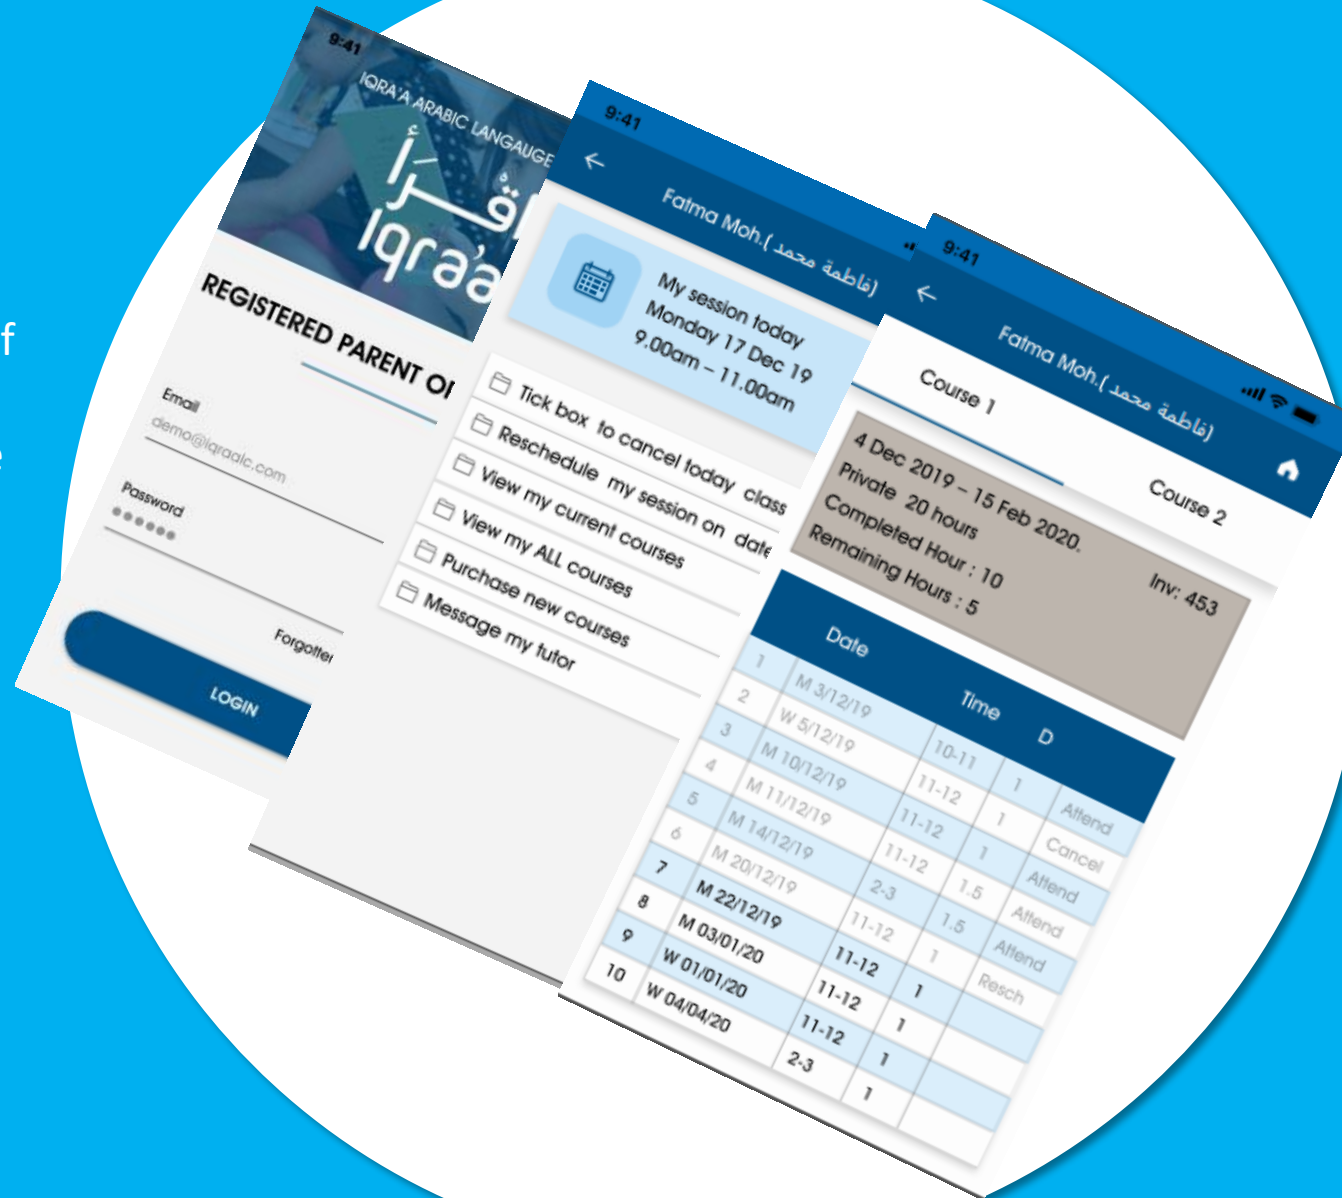 f
e
9:41
IQRA'A ARABIC LANGAUGE
اقرأ
Iqra'a
REGISTERED PARENT OF
Email
demo@iqraalc.com
Password
Forgotten
LOGIN
9:41
Fatma Moh.( فاطمة محمد)
My session today
Monday 17 Dec 19
9.00am – 11.00am
Tick box to cancel today class
Reschedule my session on date
View my current courses
View my ALL courses
Purchase new courses
Message my tutor
9:41
Fatma Moh.( فاطمة محمد)
Course 1
Course 2
4 Dec 2019 – 15 Feb 2020.
Private 20 hours
Inv: 453
Completed Hour : 10
Remaining Hours : 5
Date Time D
1 M 3/12/19 10-11 1 Attend
2 W 5/12/19 11-12 1 Cancel
3 M 10/12/19 11-12 1 Attend
4 M 11/12/19 11-12 1.5 Attend
5 M 14/12/19 2-3 1.5 Attend
6 M 20/12/19 11-12 1 Resch
7 M 22/12/19 11-12 1
8 M 03/01/20 11-12 1
9 W 01/01/20 11-12 1
10 W 04/04/20 2-3 1